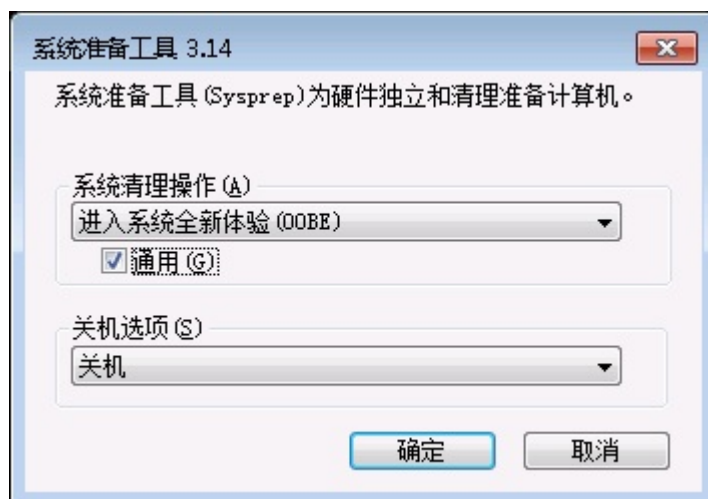 系统准备工具 3.14
系统准备工具(Sysprep)为硬件独立和清理准备计算机。
系统清理操作(A)
进入系统全新体验(OOBE)
通用(G)
关机选项(S)
关机
确定
取消